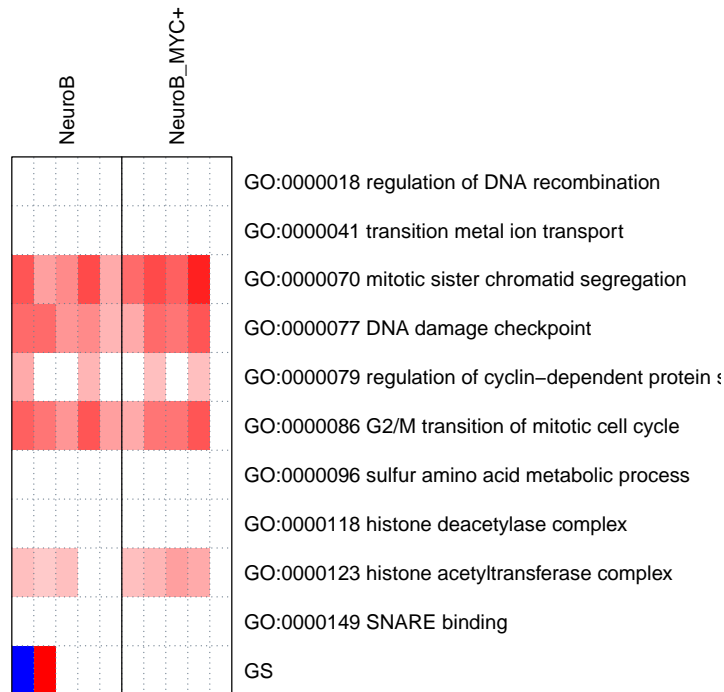 NeuroB
NeuroB_MYC+
GO:0000018 regulation of DNA recombination
GO:0000041 transition metal ion transport
GO:0000070 mitotic sister chromatid segregation
GO:0000077 DNA damage checkpoint
GO:0000079 regulation of cyclin−dependent protein s
GO:0000086 G2/M transition of mitotic cell cycle
GO:0000096 sulfur amino acid metabolic process
GO:0000118 histone deacetylase complex
GO:0000123 histone acetyltransferase complex
GO:0000149 SNARE binding
GS